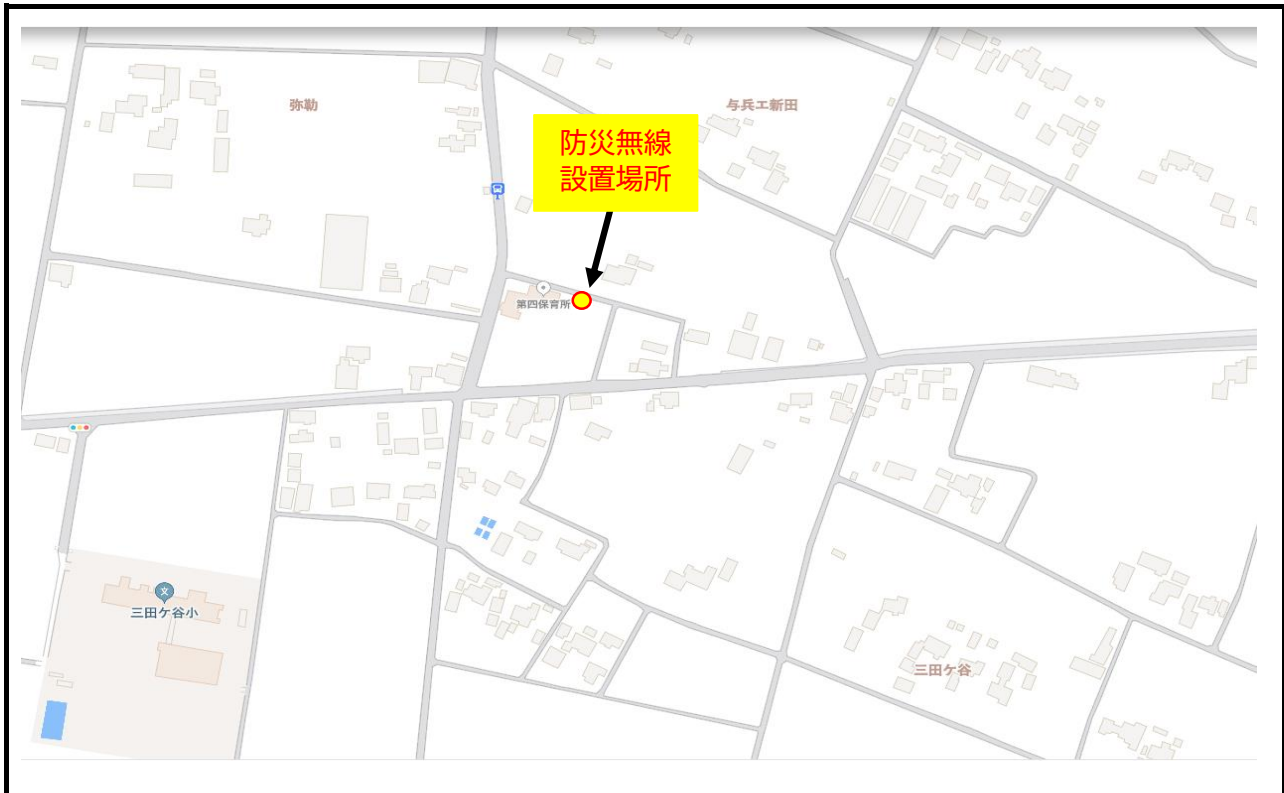 弥勒
与兵エ新田
防災無線
設置場所
第四保育所
三田ケ谷小
三田ケ谷